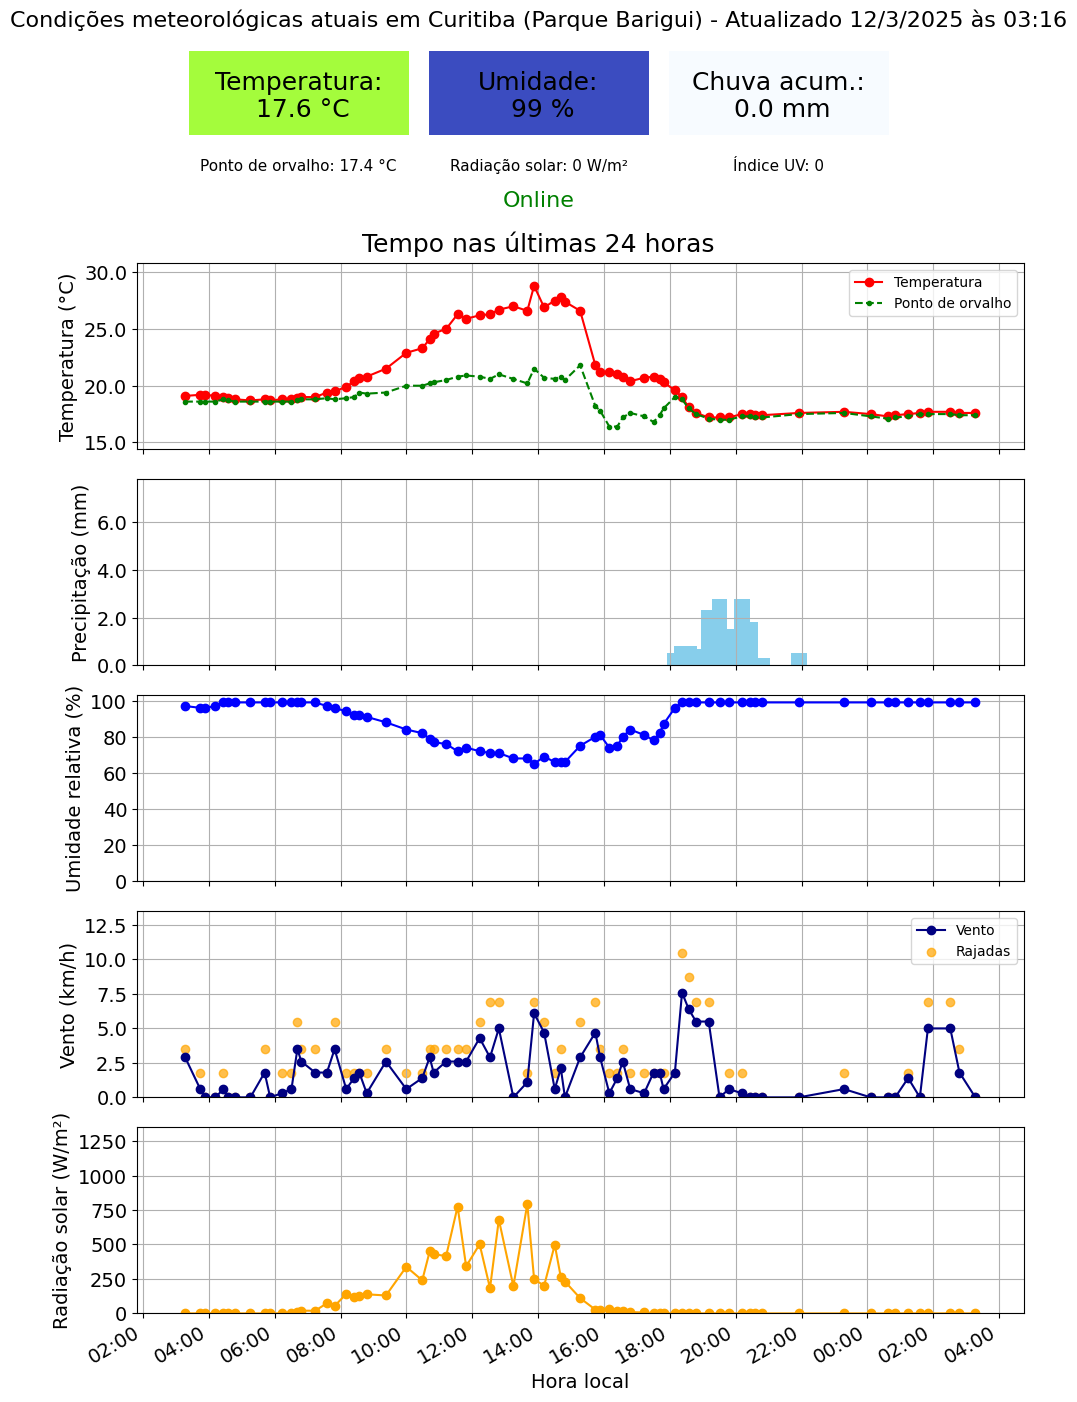 Condições meteorológicas atuais em Curitiba (Parque Barigui) - Atualizado 12/3/2025 às 03:16
Temperatura:
17.6 °C
Umidade:
99 %
Chuva acum.:
0.0 mm
Ponto de orvalho: 17.4 °C
Radiação solar: 0 W/m²
Índice UV: 0
Online
Tempo nas últimas 24 horas
Temperatura (°C)
30.0
25.0
20.0
15.0
Temperatura
Ponto de orvalho
Precipitação (mm)
6.0
4.0
2.0
0.0
Umidade relativa (%)
100
80
60
40
20
0
Vento (km/h)
12.5
10.0
7.5
5.0
2.5
0.0
Vento
Rajadas
Radiação solar (W/m²)
1250
1000
750
500
250
0
02:00
04:00
06:00
08:00
10:00
12:00
14:00
16:00
18:00
20:00
22:00
00:00
02:00
04:00
Hora local